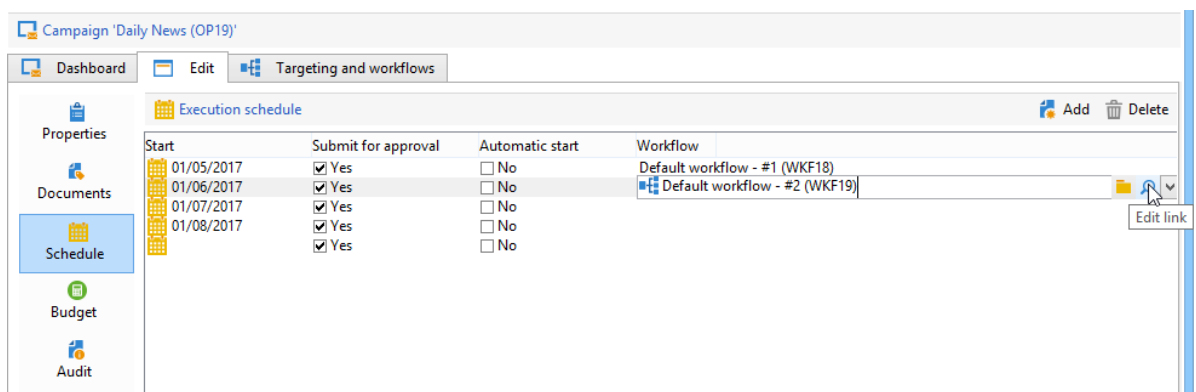 Campaign 'Daily News (OP19)'
Dashboard Edit Targeting and workflows
Execution schedule Add Delete
Properties
Documents
Schedule
Budget
Audit
Start Submit for approval Automatic start Workflow
01/05/2017 Yes No Default workflow - #1 (WKF18)
01/06/2017 Yes No Default workflow - #2 (WKF19)
01/07/2017 Yes No
01/08/2017 Yes No
Yes No
Edit link